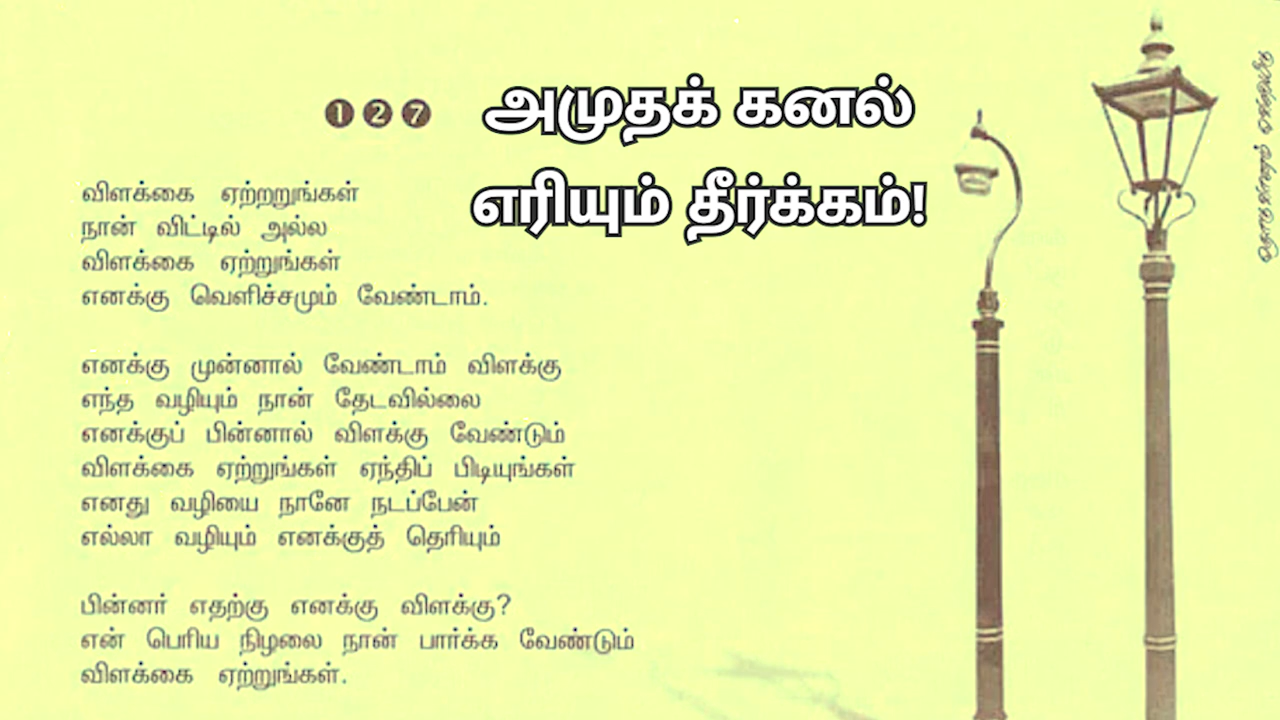 127
அமுதக் கனல்
எரியும் தீர்க்கம்!
விளக்கை ஏற்றறுங்கள்
நான் விட்டில் அல்ல
விளக்கை ஏற்றுங்கள்
எனக்கு வெளிச்சமும் வேண்டாம்.
எனக்கு முன்னால் வேண்டாம் விளக்கு
எந்த வழியும் நான் தேடவில்லை
எனக்குப் பின்னால் விளக்கு வேண்டும்
விளக்கை ஏற்றுங்கள் ஏந்திப் பிடியுங்கள்
எனது வழியை நானே நடப்பேன்
எல்லா வழியும் எனக்குத் தெரியும்
பின்னர் எதற்கு எனக்கு விளக்கு?
என் பெரிய நிழலை நான் பார்க்க வேண்டும்
விளக்கை ஏற்றுங்கள்.